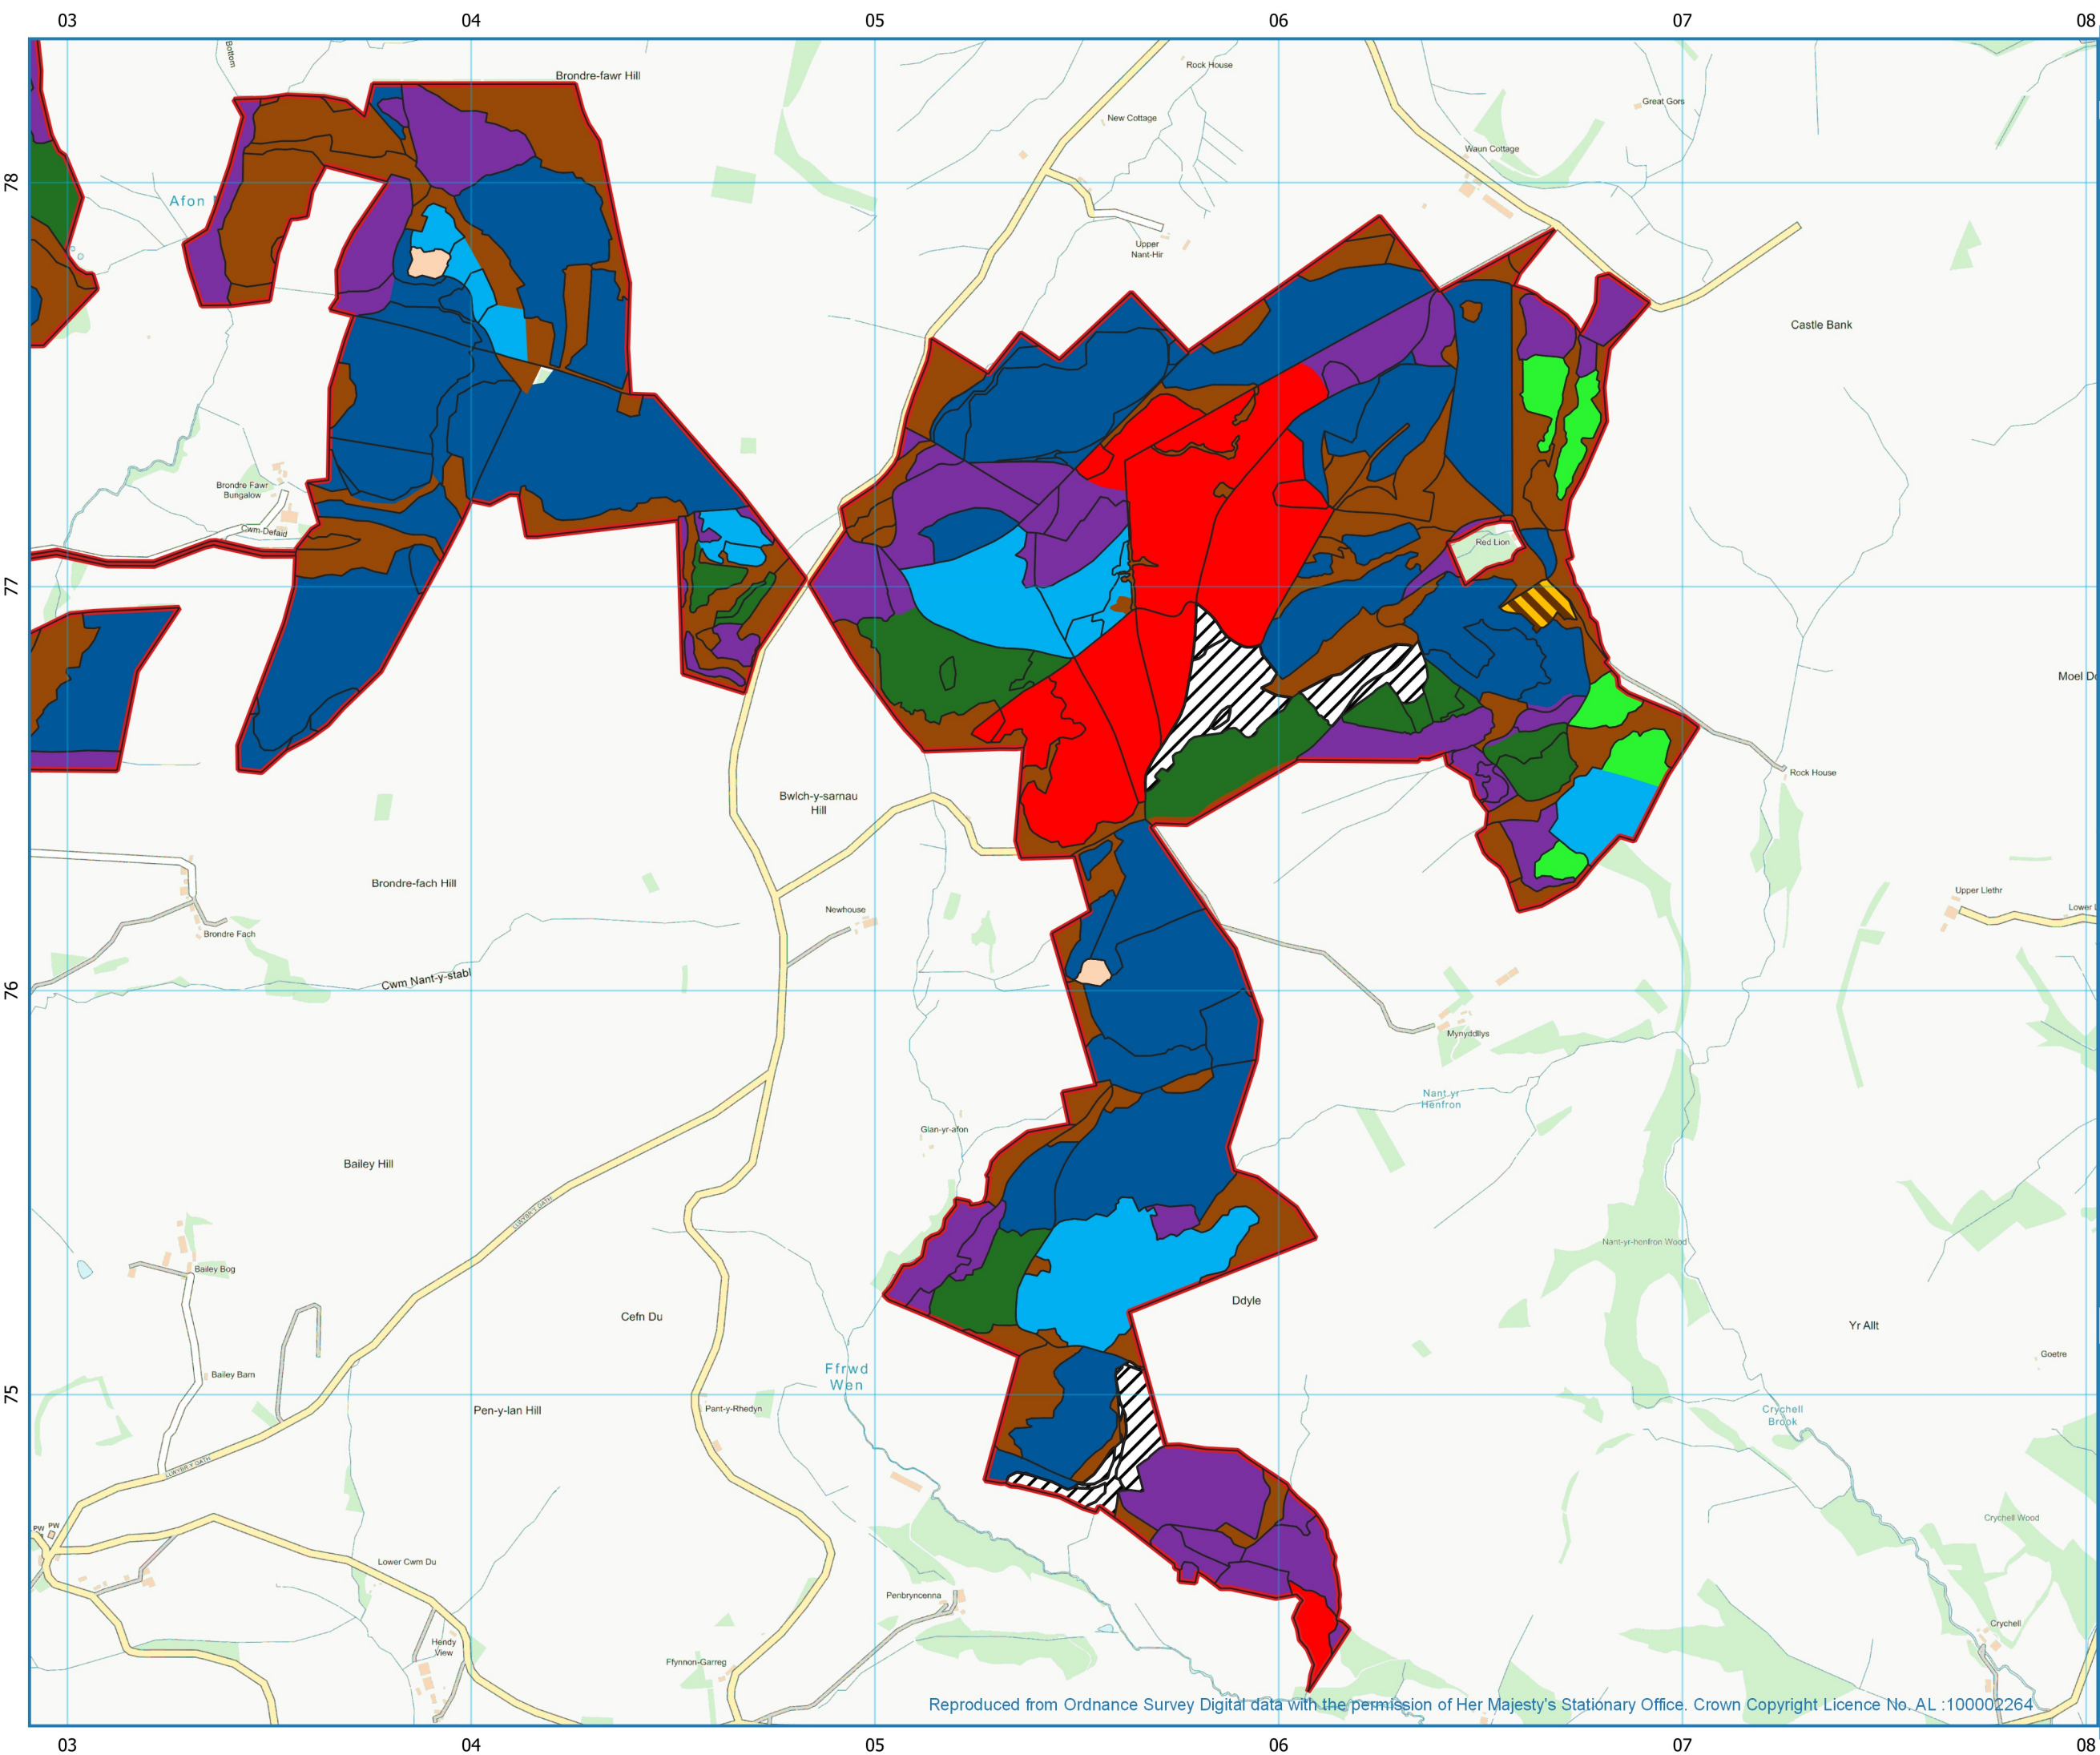 03 04 05 06 07 08
Bottom
Brondre-fawr Hill
Rock House
Great Gors
New Cottage
Waun Cottage
78
Afon
Upper
Nant-Hir
Castle Bank
Brondre Fawr
Bungalow
Cwm-Defaid
Red Lion
77
Moel D
Rock House
Bwlch-y-sarnau
Hill
Brondre-fach Hill
Upper Llethr
Newhouse
Lower L
Brondre Fach
Cwm Nant-y-stabl
76
Mynyddllys
Nant yr
Henfron
Glan-yr-afon
Bailey Hill
Nant-yr-henfron Wood
Bailey Bog
Ddyle
Cefn Du
Yr Allt
Goetre
Ffrwd
Wen
Bailey Barn
75
Pen-y-lan Hill
Pant-y-Rhedyn
Crychell
Brook
PW PW
Crychell Wood
Lower Cwm Du
Penbryncenna
Crychell
Hendy
View
Ffynnon-Garreg
Reproduced from Ordnance Survey Digital data with the permission of Her Majesty's Stationary Office. Crown Copyright Licence No. AL :100002264
03 04 05 06 07 08